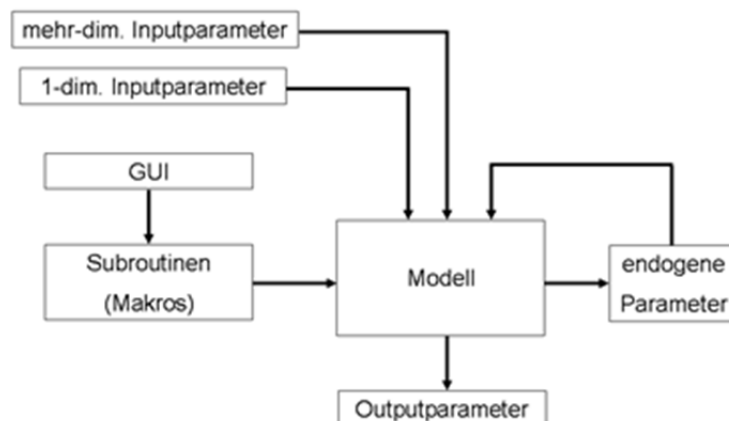 mehr-dim. Inputparameter
1-dim. Inputparameter
GUI
Subroutinen
(Makros)
Modell
endogene
Parameter
Outputparameter